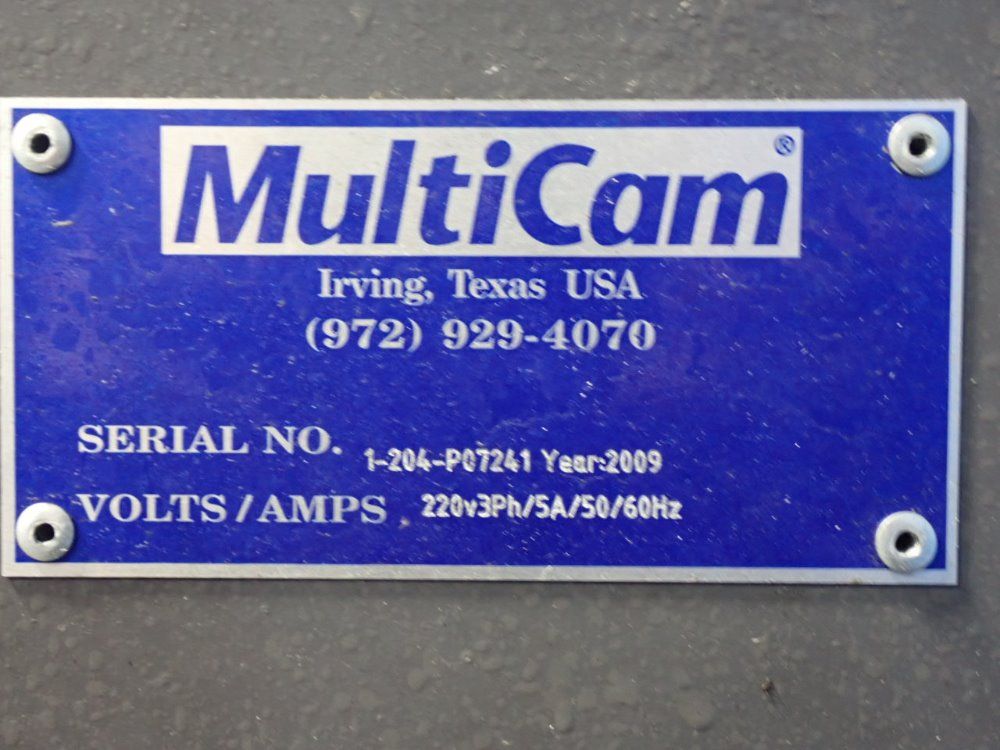 MultiCam®
Irving, Texas USA
(972) 929-4070
SERIAL NO. 1-204-P07241 Year:2009
VOLTS/AMPS 220v3Ph/5A/50/60Hz